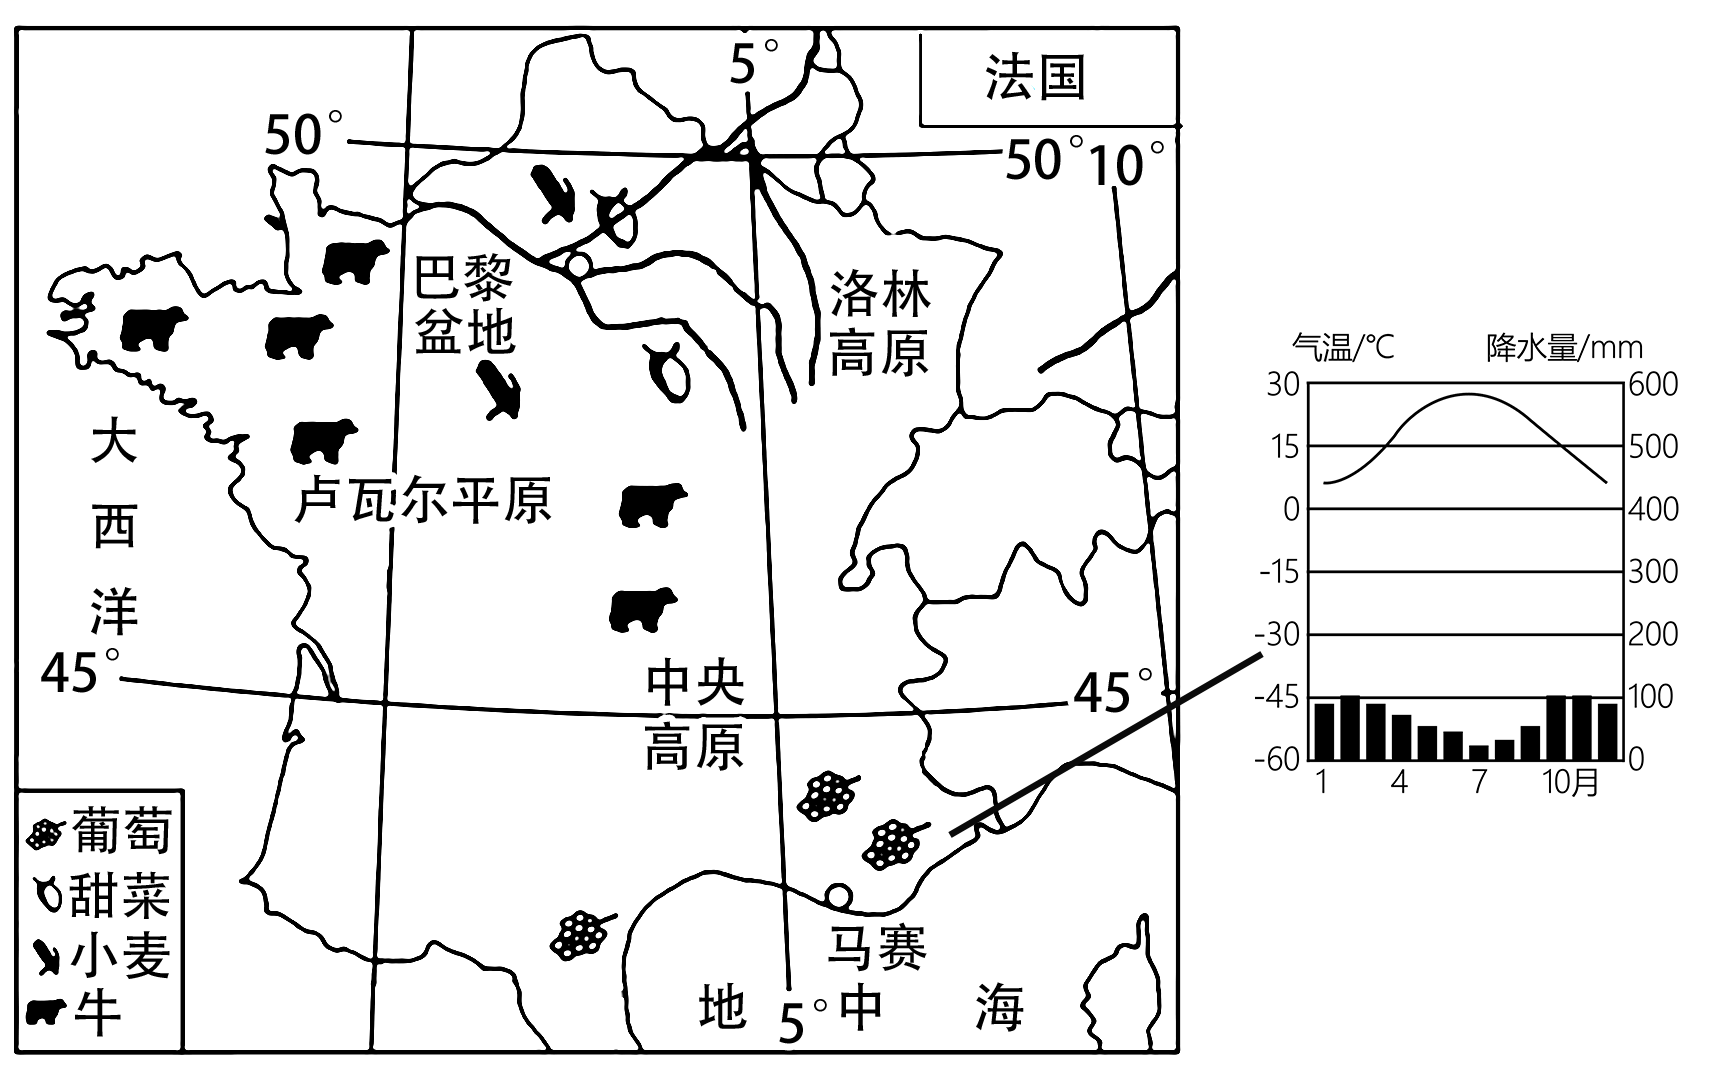 法国
5°
50°
50°
10°
巴黎
盆地
洛林
高原
大
西
洋
卢瓦尔平原
45°
45°
中央
高原
马赛
地中海
5°
葡萄
甜菜
小麦
牛
气温/℃
降水量/mm
30
600
15
500
0
400
-15
300
-30
200
-45
100
-60
0
1
4
7
10月